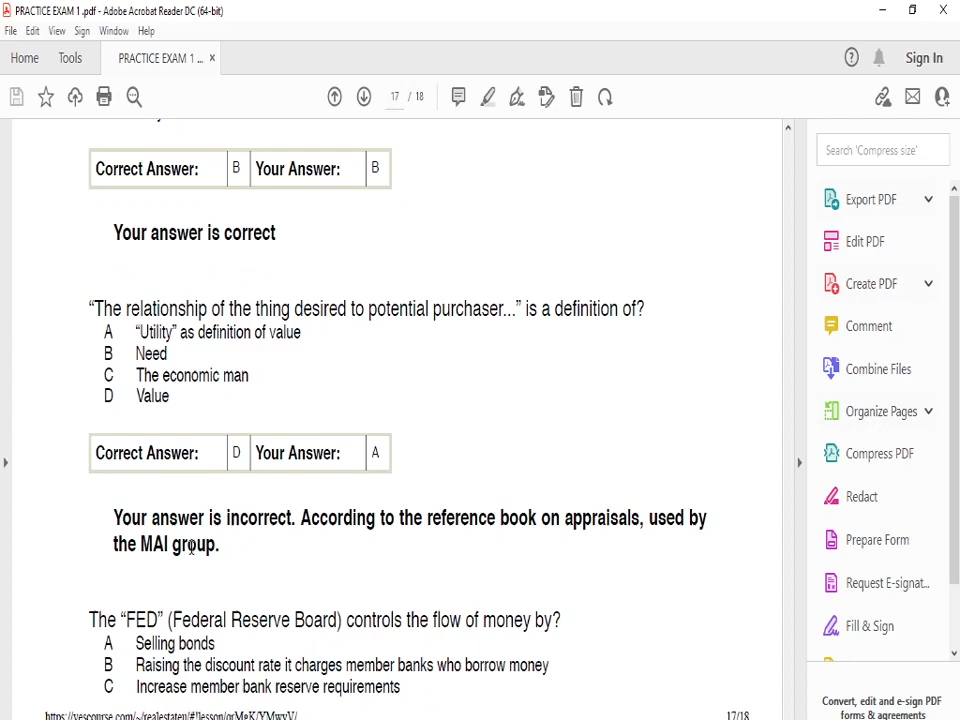 PRACTICE EXAM 1 .pdf - Adobe Acrobat Reader DC (64-bit)
File Edit View Sign Window Help
Home Tools PRACTICE EXAM 1 ... × Sign In
17 / 18
Correct Answer: B Your Answer: B
Your answer is correct
“The relationship of the thing desired to potential purchaser...” is a definition of?
A “Utility” as definition of value
B Need
C The economic man
D Value
Correct Answer: D Your Answer: A
Your answer is incorrect. According to the reference book on appraisals, used by
the MAI group.
The “FED” (Federal Reserve Board) controls the flow of money by?
A Selling bonds
B Raising the discount rate it charges member banks who borrow money
C Increase member bank reserve requirements
17/18
Search 'Compress size'
Export PDF
Edit PDF
Create PDF
Comment
Combine Files
Organize Pages
Compress PDF
Redact
Prepare Form
Request E-signat...
Fill & Sign
Convert, edit and e-sign PDF
forms & agreements